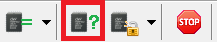 = ? STOP